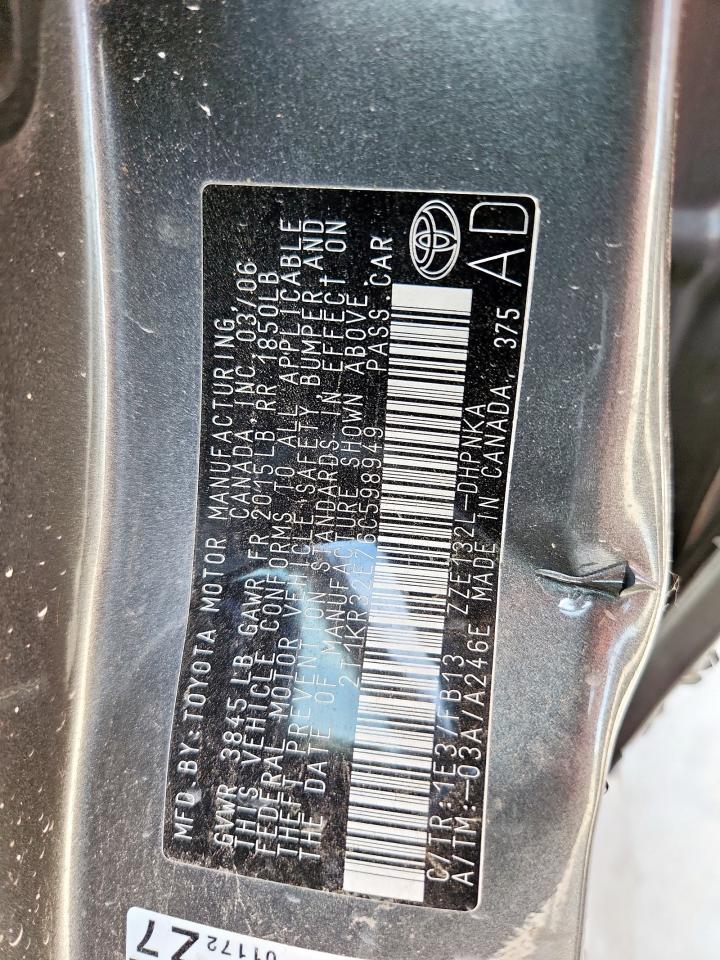 MFD. BY: TOYOTA MOTOR MANUFACTURING,
CANADA, INC. 03/06
GVWR 3845 LB GAWR FR 2015 LB RR 1850LB
THIS VEHICLE CONFORMS TO ALL APPLICABLE
FEDERAL MOTOR VEHICLE SAFETY, BUMPER AND
THEFT PREVENTION STANDARDS IN EFFECT ON
THE DATE OF MANUFACTURE SHOWN ABOVE
2T1KR32E76C598949 PASS. CAR
C/TR: 1E3/FB13 ZZE132L-DHPNKA
A/TM: -03A/A246E MADE IN CANADA. 375
AD
01172
Z7